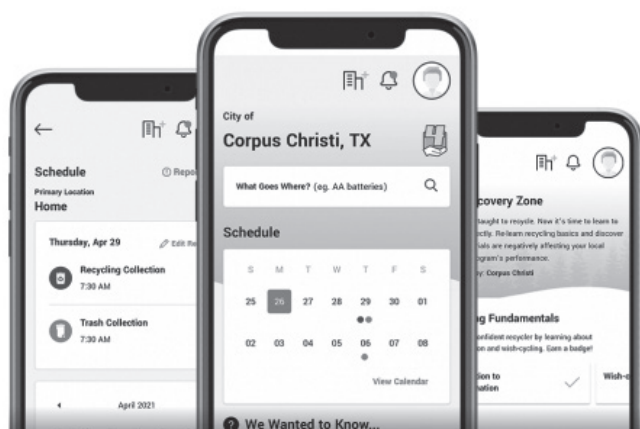 Schedule
Repo
Primary Location
Home
Thursday, Apr 29
Edit Re
Recycling Collection
7:30 AM
Trash Collection
7:30 AM
April 2021
City of
Corpus Christi, TX
What Goes Where? (eg. AA batteries)
Schedule
S M T W T F S
25 26 27 28 29 30 01
02 03 04 05 06 07 08
View Calendar
? We Wanted to Know...
covery Zone
taught to recycle. Now it's time to learn to
ctly. Re-learn recycling basics and discover
ials are negatively affecting your local
ogram's performance.
y: Corpus Christi
g Fundamentals
onfident recycler by learning about
on and wish-cycling. Earn a badge!
ion to
nation
Wish-c